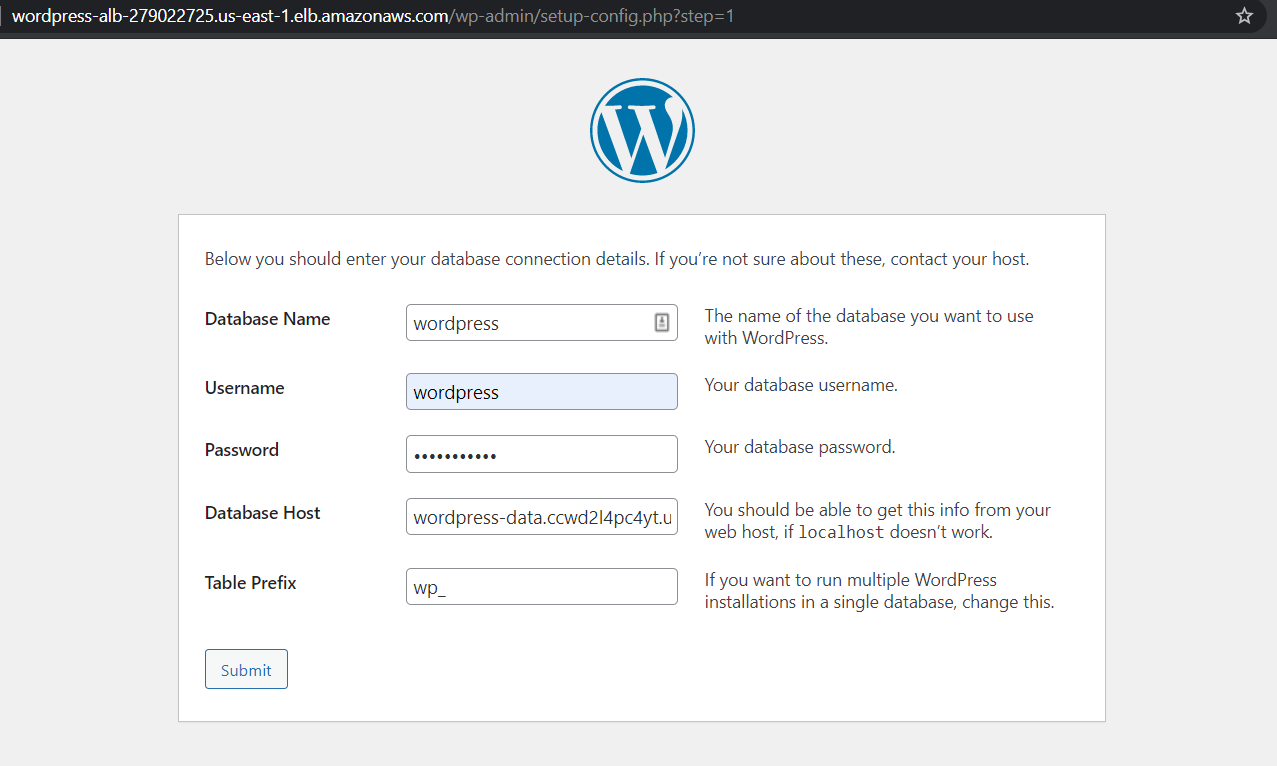 wordpress-alb-279022725.us-east-1.elb.amazonaws.com/wp-admin/setup-config.php?step=1
W
Below you should enter your database connection details. If you’re not sure about these, contact your host.
Database Name
wordpress
The name of the database you want to use
with WordPress.
Username
wordpress
Your database username.
Password
•••••••••••
Your database password.
Database Host
wordpress-data.ccwd2l4pc4yt.u
You should be able to get this info from your
web host, if localhost doesn’t work.
Table Prefix
wp_
If you want to run multiple WordPress
installations in a single database, change this.
Submit